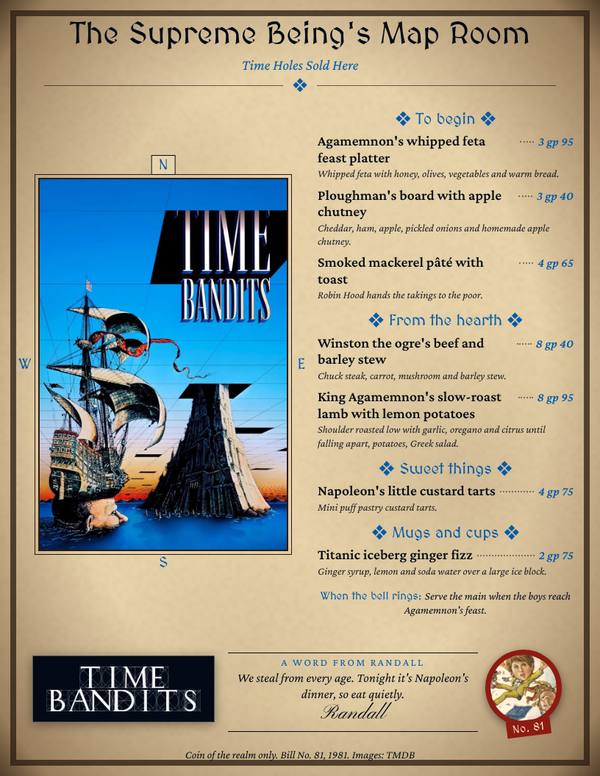 The Supreme Being's Map Room
Time Holes Sold Here
N
W
E
S
TIME
BANDITS
To begin
Agamemnon's whipped feta ····· 3 gp 95
feast platter
Whipped feta with honey, olives, vegetables and warm bread.
Ploughman's board with apple ····· 3 gp 40
chutney
Cheddar, ham, apple, pickled onions and homemade apple
chutney.
Smoked mackerel pâté with ····· 4 gp 65
toast
Robin Hood hands the takings to the poor.
From the hearth
Winston the ogre's beef and ····· 8 gp 40
barley stew
Chuck steak, carrot, mushroom and barley stew.
King Agamemnon's slow-roast ····· 8 gp 95
lamb with lemon potatoes
Shoulder roasted low with garlic, oregano and citrus until
falling apart, potatoes, Greek salad.
Sweet things
Napoleon's little custard tarts ············ 4 gp 75
Mini puff pastry custard tarts.
Mugs and cups
Titanic iceberg ginger fizz ····················· 2 gp 75
Ginger syrup, lemon and soda water over a large ice block.
When the bell rings: Serve the main when the boys reach
Agamemnon's feast.
TIME
BANDITS
A WORD FROM RANDALL
We steal from every age. Tonight it's Napoleon's
dinner, so eat quietly.
Randall
No. 81
Coin of the realm only. Bill No. 81, 1981. Images: TMDB